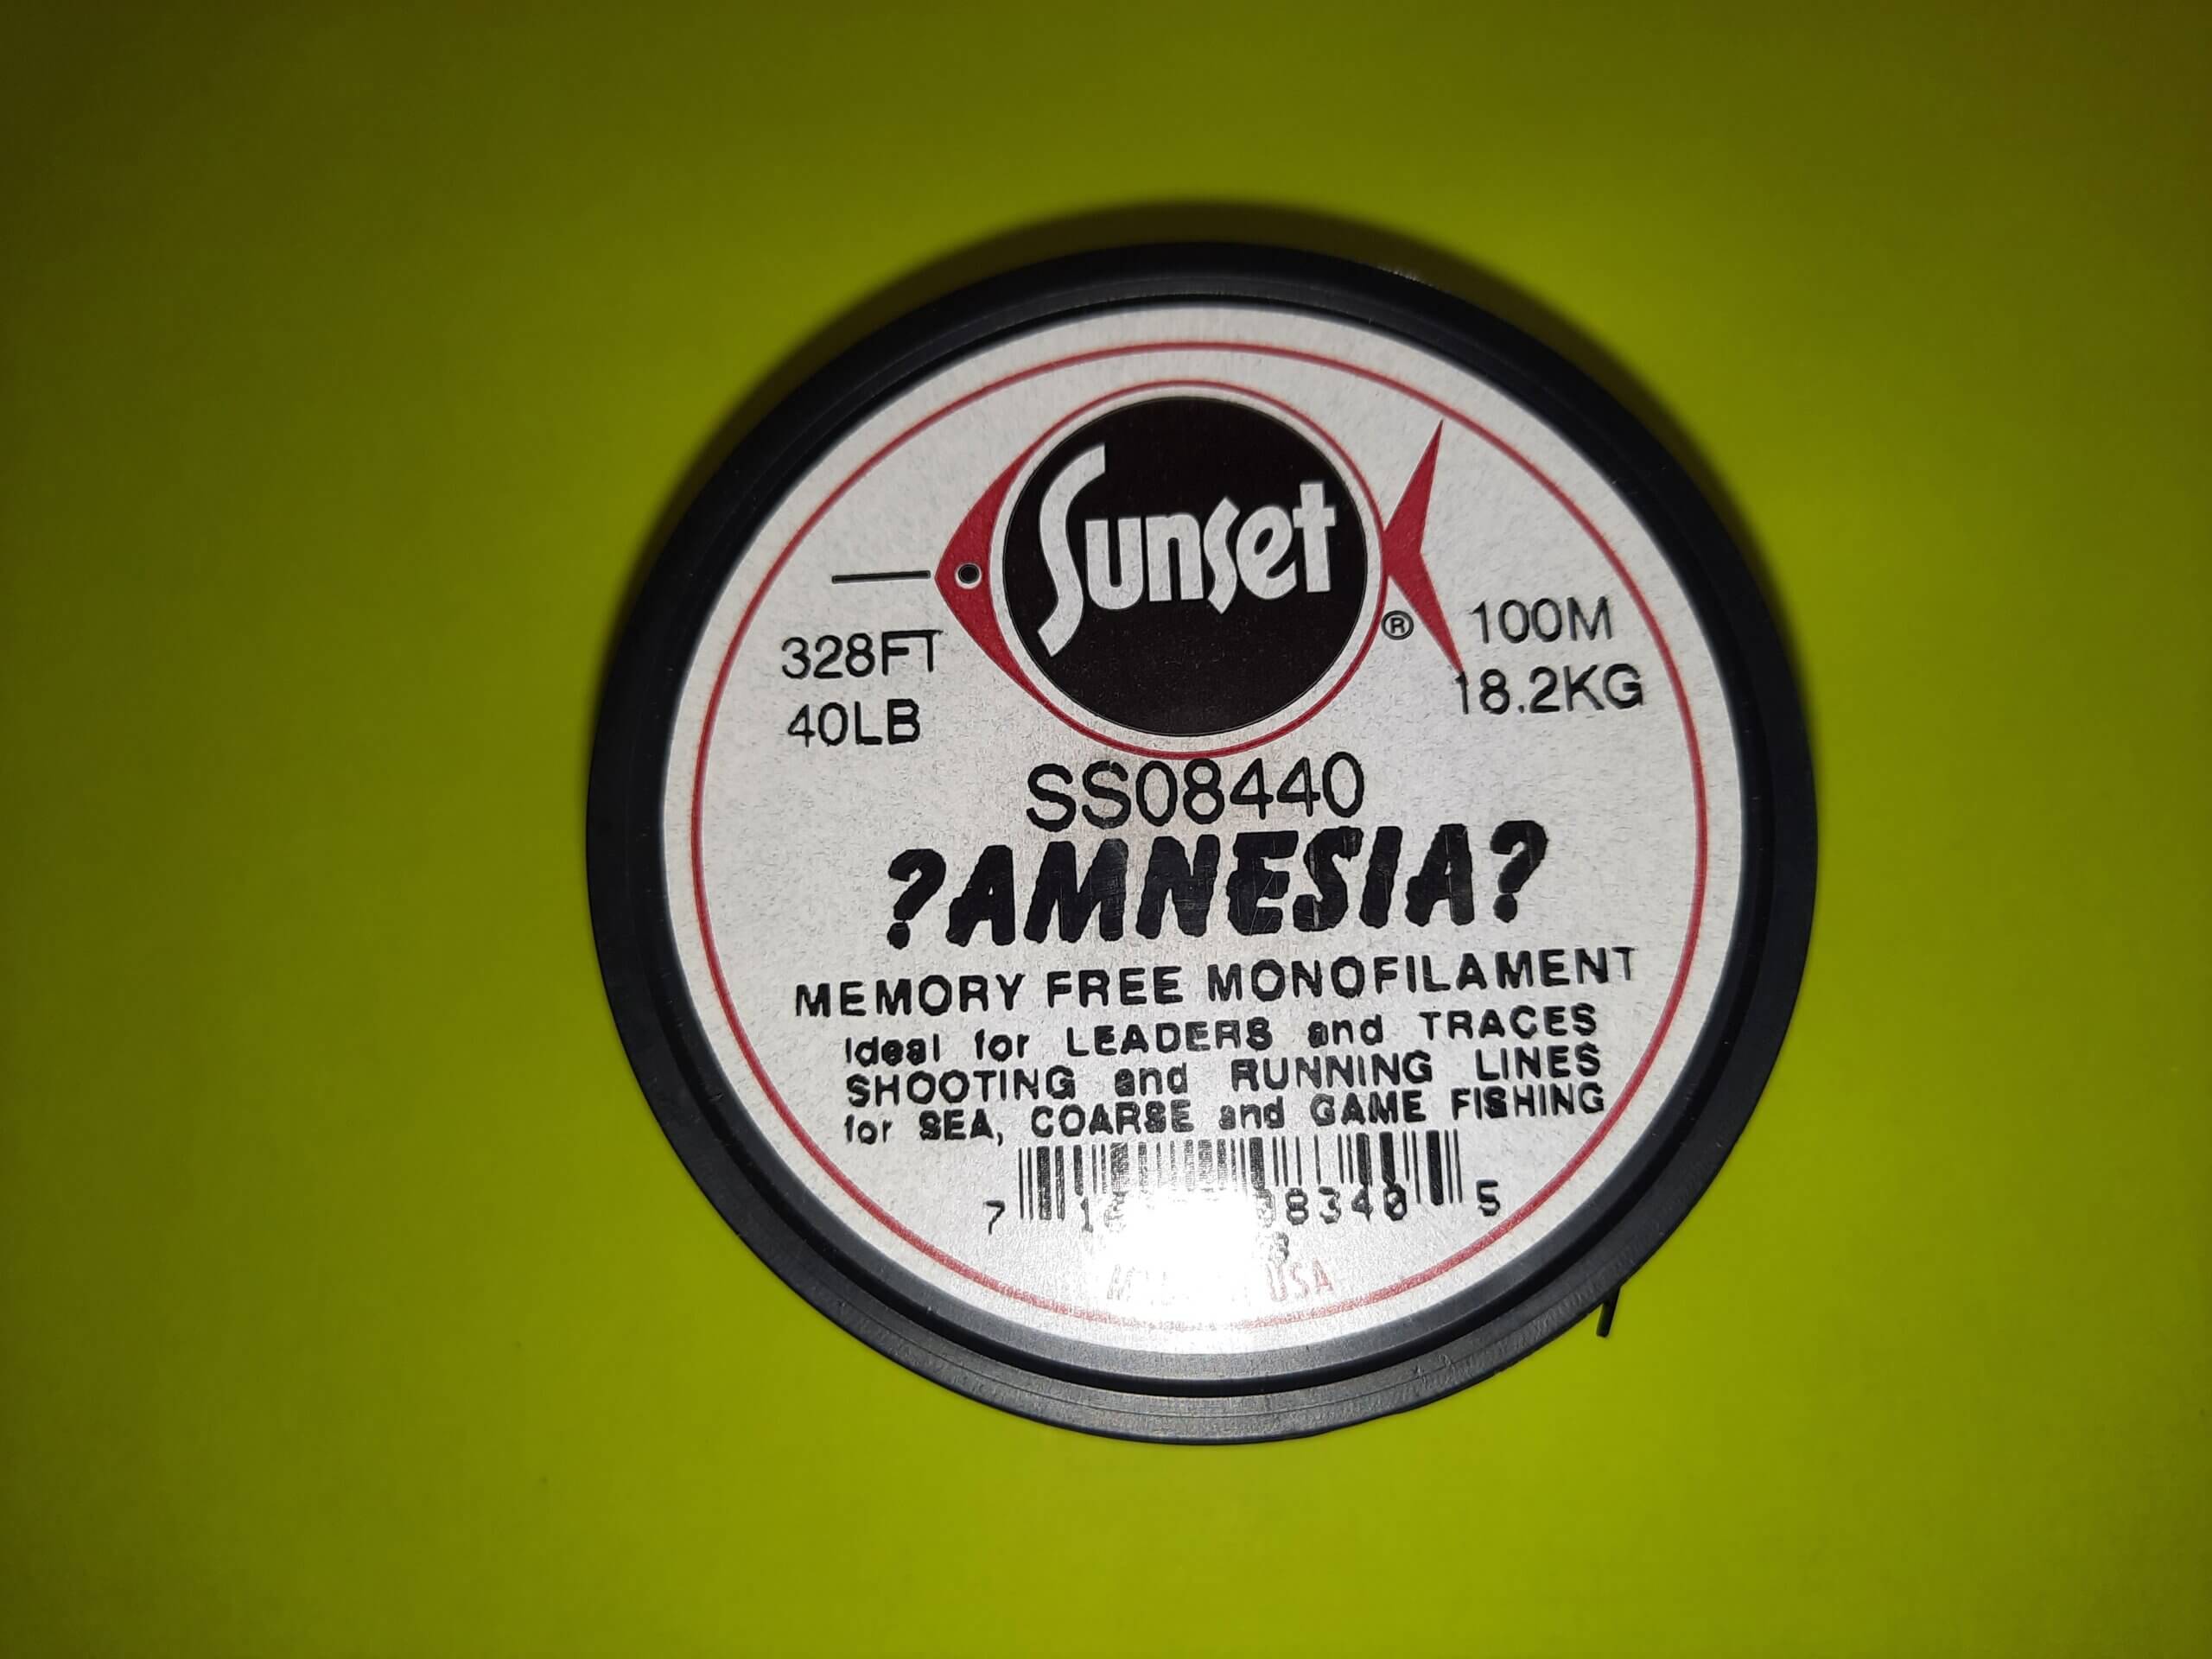 Sunset
®
328FT
40LB
100M
18.2KG
SS08440
?AMNESIA?
MEMORY FREE MONOFILAMENT
Ideal for LEADERS and TRACES
SHOOTING and RUNNING LINES
for SEA, COARSE and GAME FISHING
7 08340 5
USA